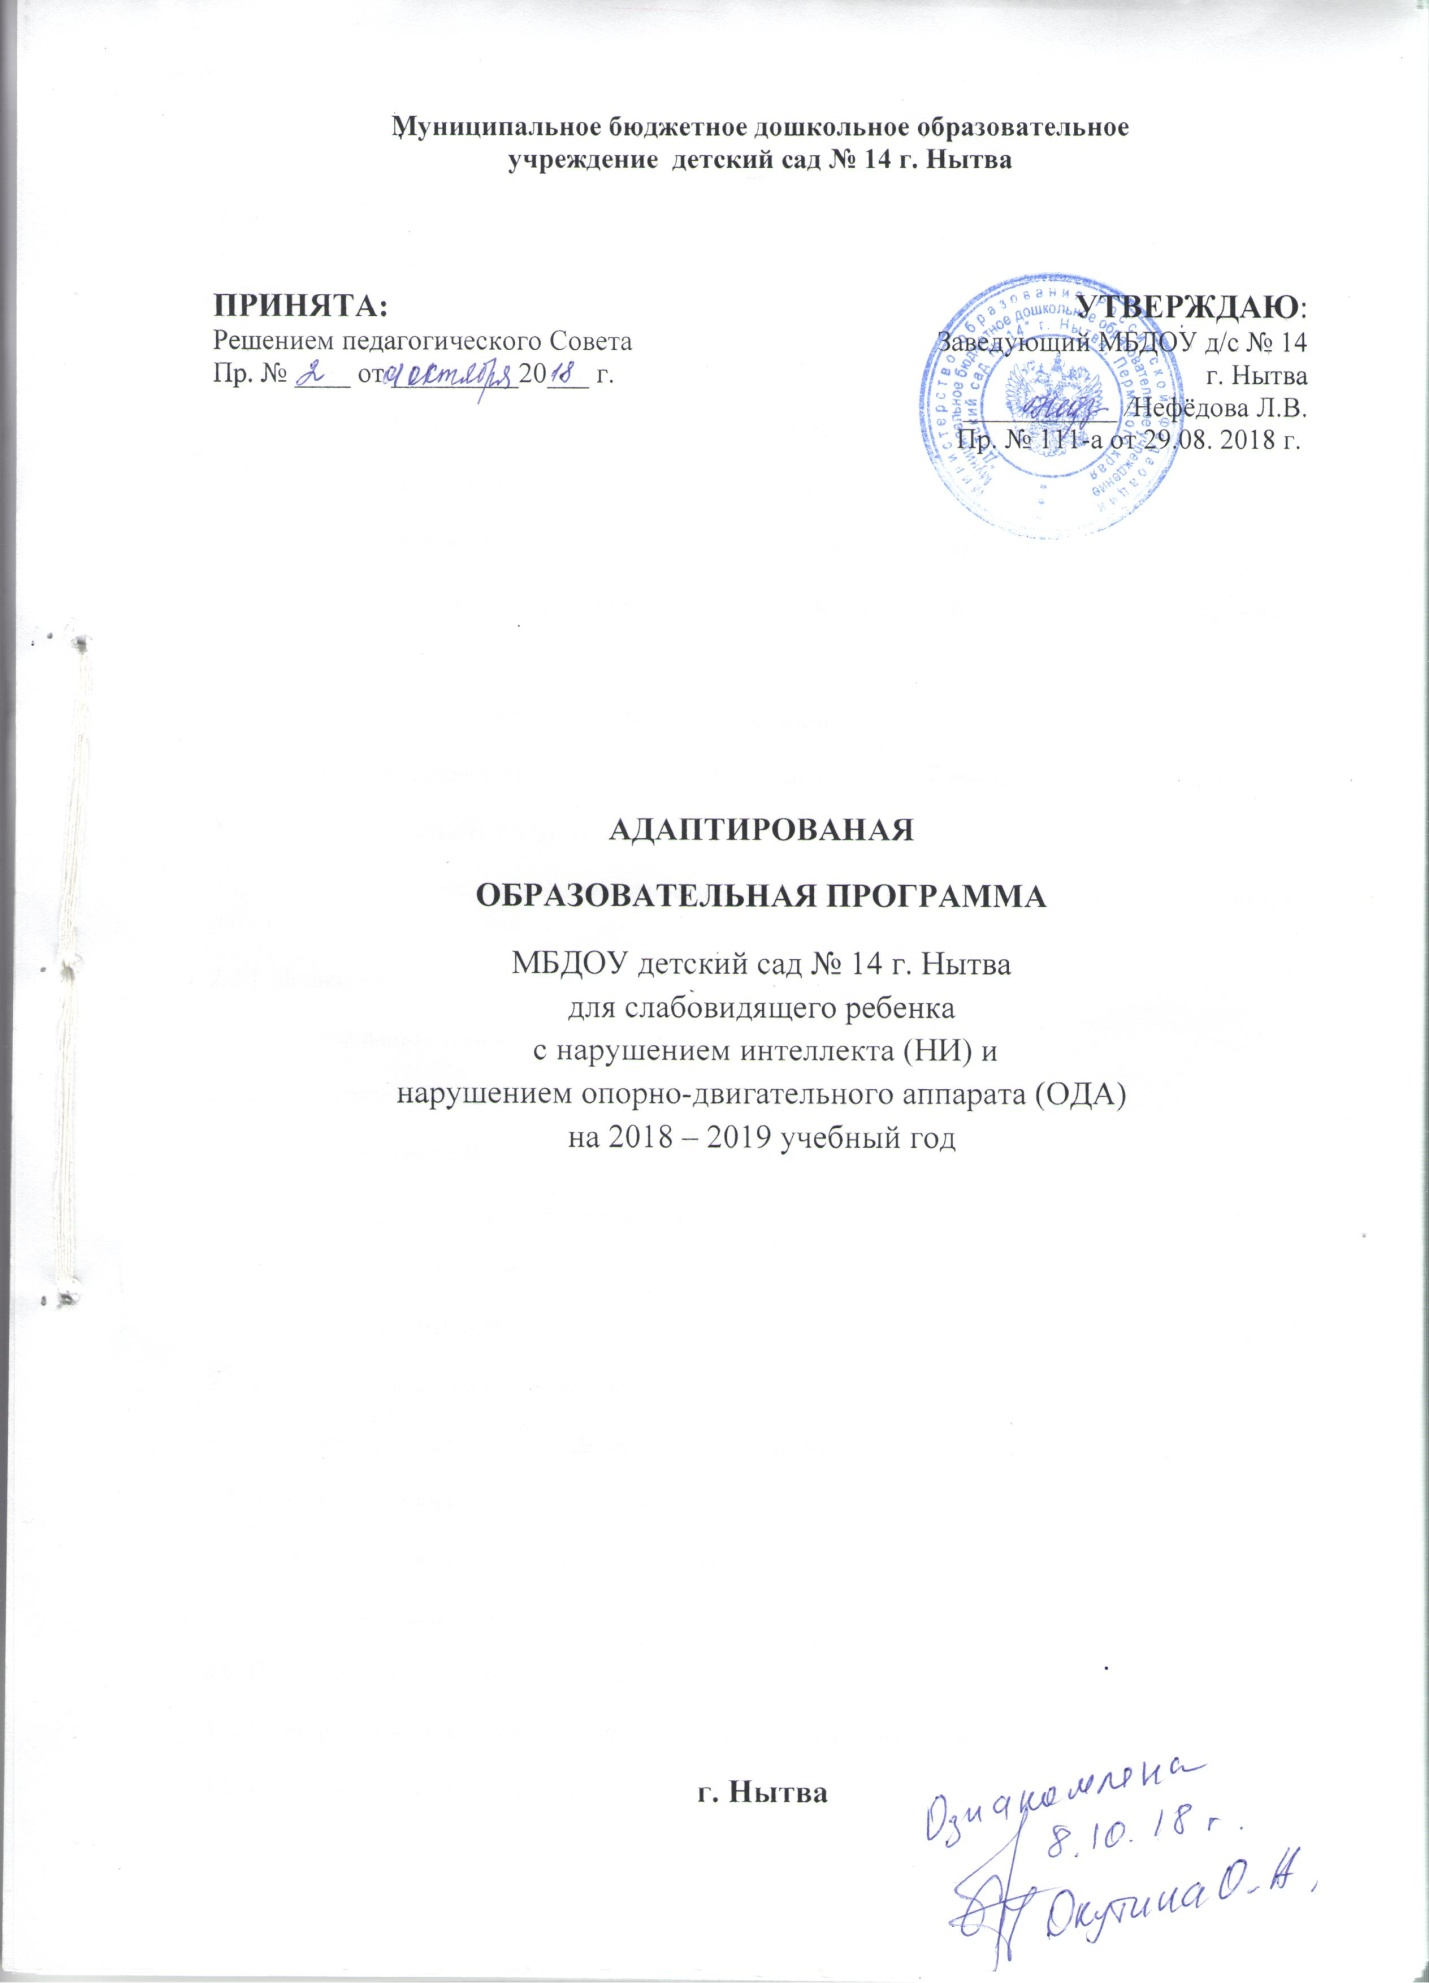 Муниципальное бюджетное дошкольное образовательное
учреждение детский сад № 14 г. Нытва
ПРИНЯТА:
Решением педагогического Совета
Пр. № 2 от октября 2018 г.
УТВЕРЖДАЮ:
Заведующий МБДОУ д/с № 14
г. Нытва
/Нефёдова Л.В.
Пр. № 111-а от 29.08. 2018 г.
АДАПТИРОВАНАЯ
ОБРАЗОВАТЕЛЬНАЯ ПРОГРАММА
МБДОУ детский сад № 14 г. Нытва
для слабовидящего ребенка
с нарушением интеллекта (НИ) и
нарушением опорно-двигательного аппарата (ОДА)
на 2018 – 2019 учебный год
г. Нытва
Ознакомлена
8.10.18 г.
Окутина О.Н.